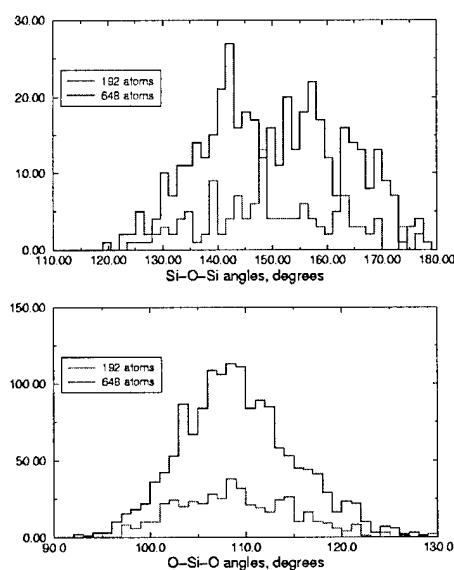 30.00
192 atoms
648 atoms
20.00
10.00
0.00
110.00 120.00 130.00 140.00 150.00 160.00 170.00 180.00
Si–O–Si angles, degrees
150.00
192 atoms
648 atoms
100.00
50.00
0.00
90.0 100.0 110.0 120.0 130.0
O–Si–O angles, degrees